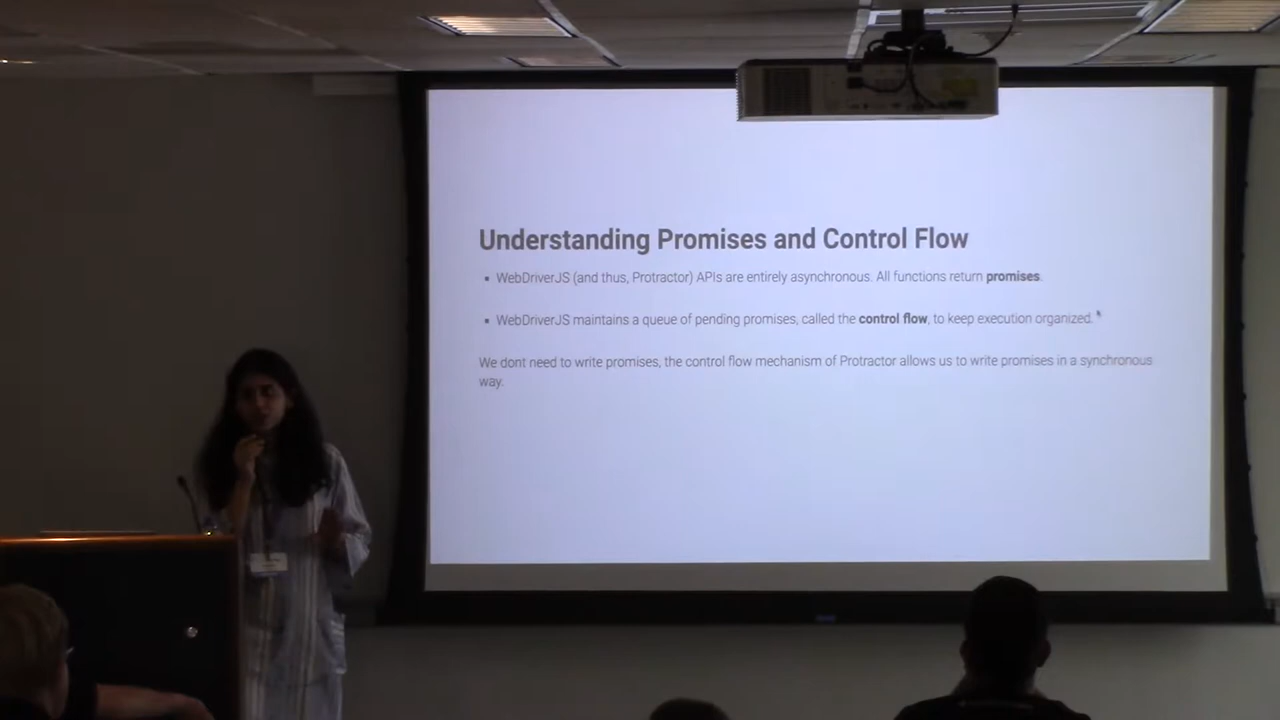 Understanding Promises and Control Flow
WebDriverJS (and thus, Protractor) APIs are entirely asynchronous. All functions return promises.
WebDriverJS maintains a queue of pending promises, called the control flow, to keep execution organized.
We dont need to write promises, the control flow mechanism of Protractor allows us to write promises in a synchronous
way.